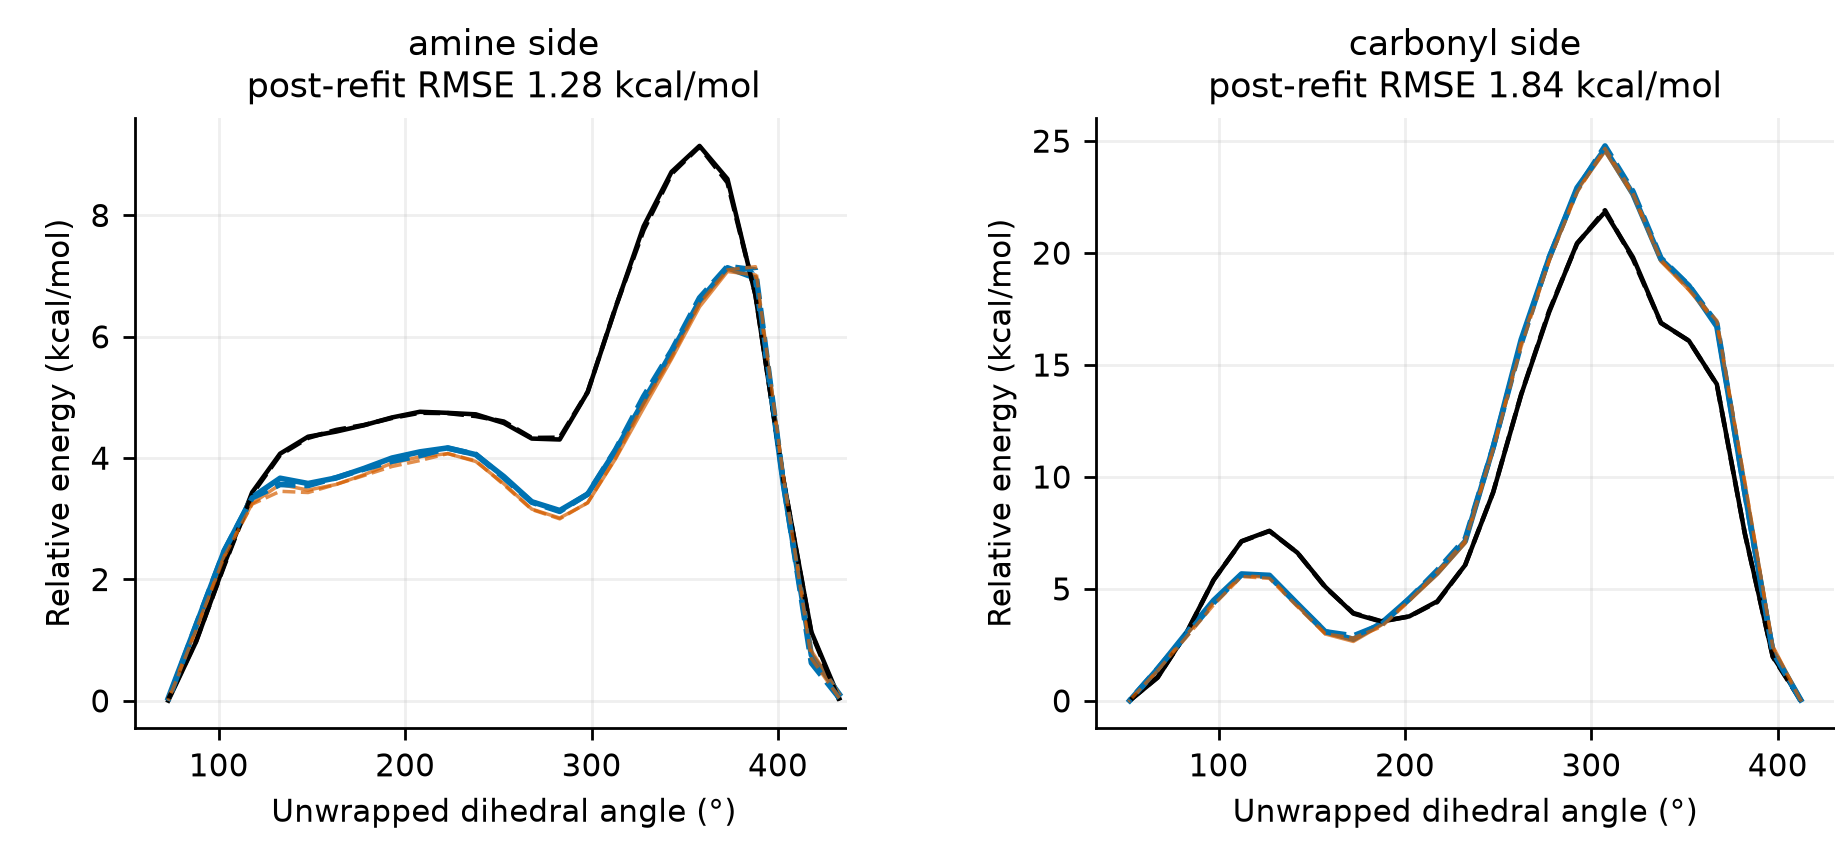 amine side
post-refit RMSE 1.28 kcal/mol
Relative energy (kcal/mol)
8
6
4
2
0
100
200
300
400
Unwrapped dihedral angle (°)
carbonyl side
post-refit RMSE 1.84 kcal/mol
Relative energy (kcal/mol)
25
20
15
10
5
0
100
200
300
400
Unwrapped dihedral angle (°)